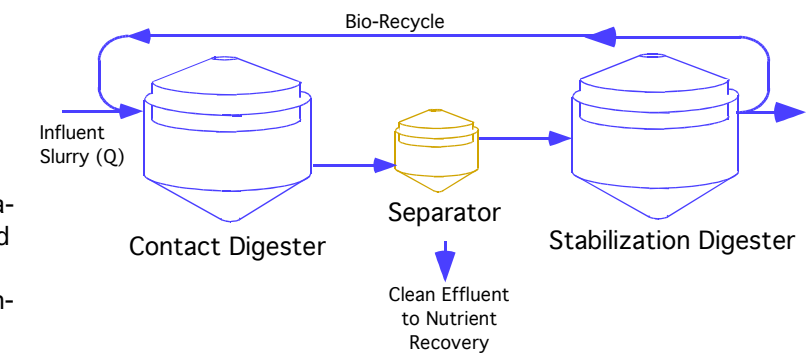 Bio-Recycle
Influent
Slurry (Q)
a-
d
n-
Contact Digester
Separator
Stabilization Digester
Clean Effluent
to Nutrient
Recovery